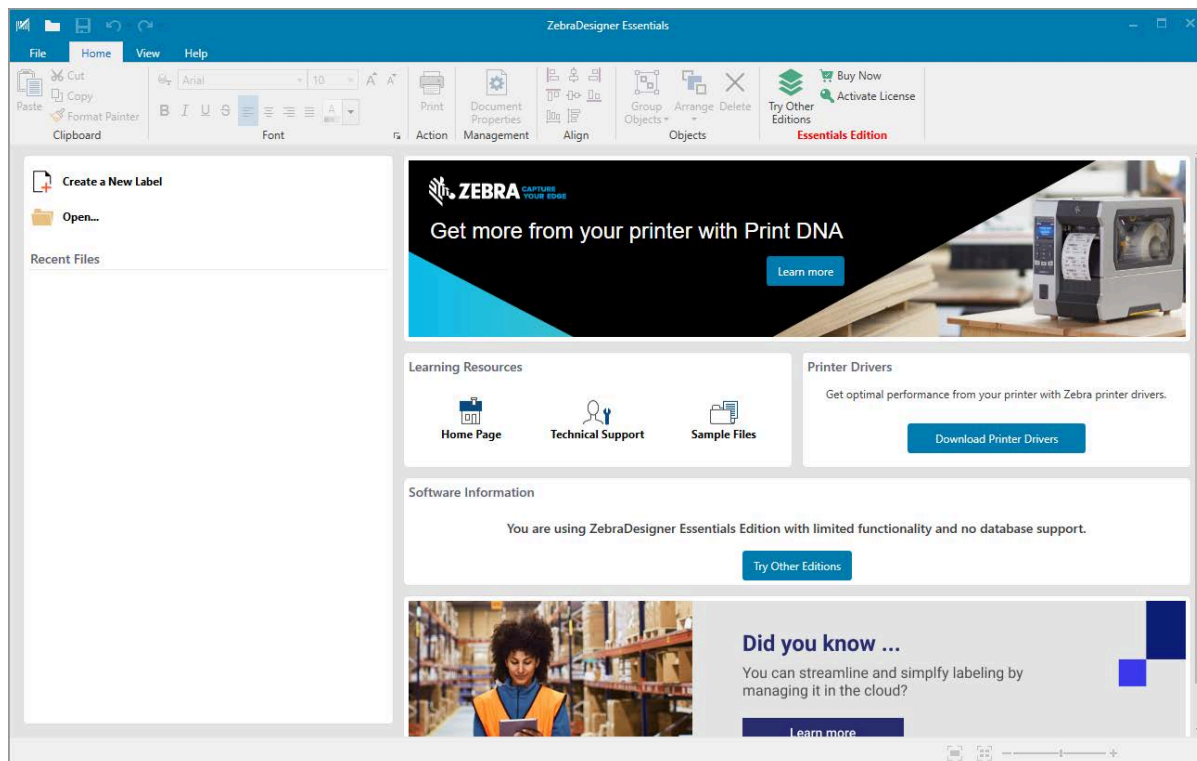 ZebraDesigner Essentials
File Home View Help
Paste
Cut
Copy
Format Painter
Clipboard
Arial 10
B I U S
Font
Print
Action
Document
Properties
Management
Align
Group
Objects
Arrange
Delete
Objects
Try Other
Editions
Buy Now
Activate License
Essentials Edition
Create a New Label
Open...
Recent Files
ZEBRA CAPTURE
YOUR EDGE
Get more from your printer with Print DNA
Learn more
Learning Resources
Home Page
Technical Support
Sample Files
Printer Drivers
Get optimal performance from your printer with Zebra printer drivers.
Download Printer Drivers
Software Information
You are using ZebraDesigner Essentials Edition with limited functionality and no database support.
Try Other Editions
Did you know ...
You can streamline and simplfy labeling by
managing it in the cloud?
Learn more